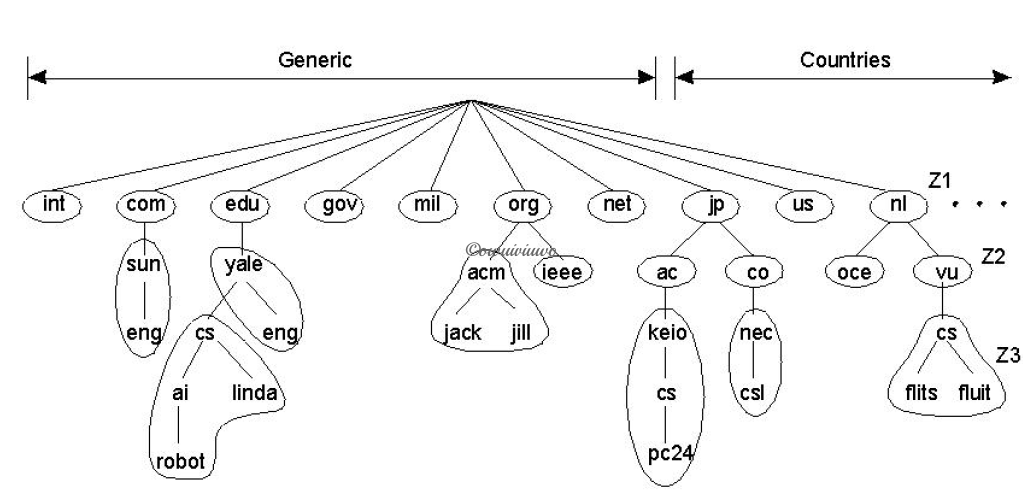 Generic Countries
int com edu gov mil org net jp us nl Z1 . . .
sun yale acm ieee ac co oce vu Z2
eng cs eng jack jill keio nec cs Z3
ai linda cs csl flits fluit
robot pc24